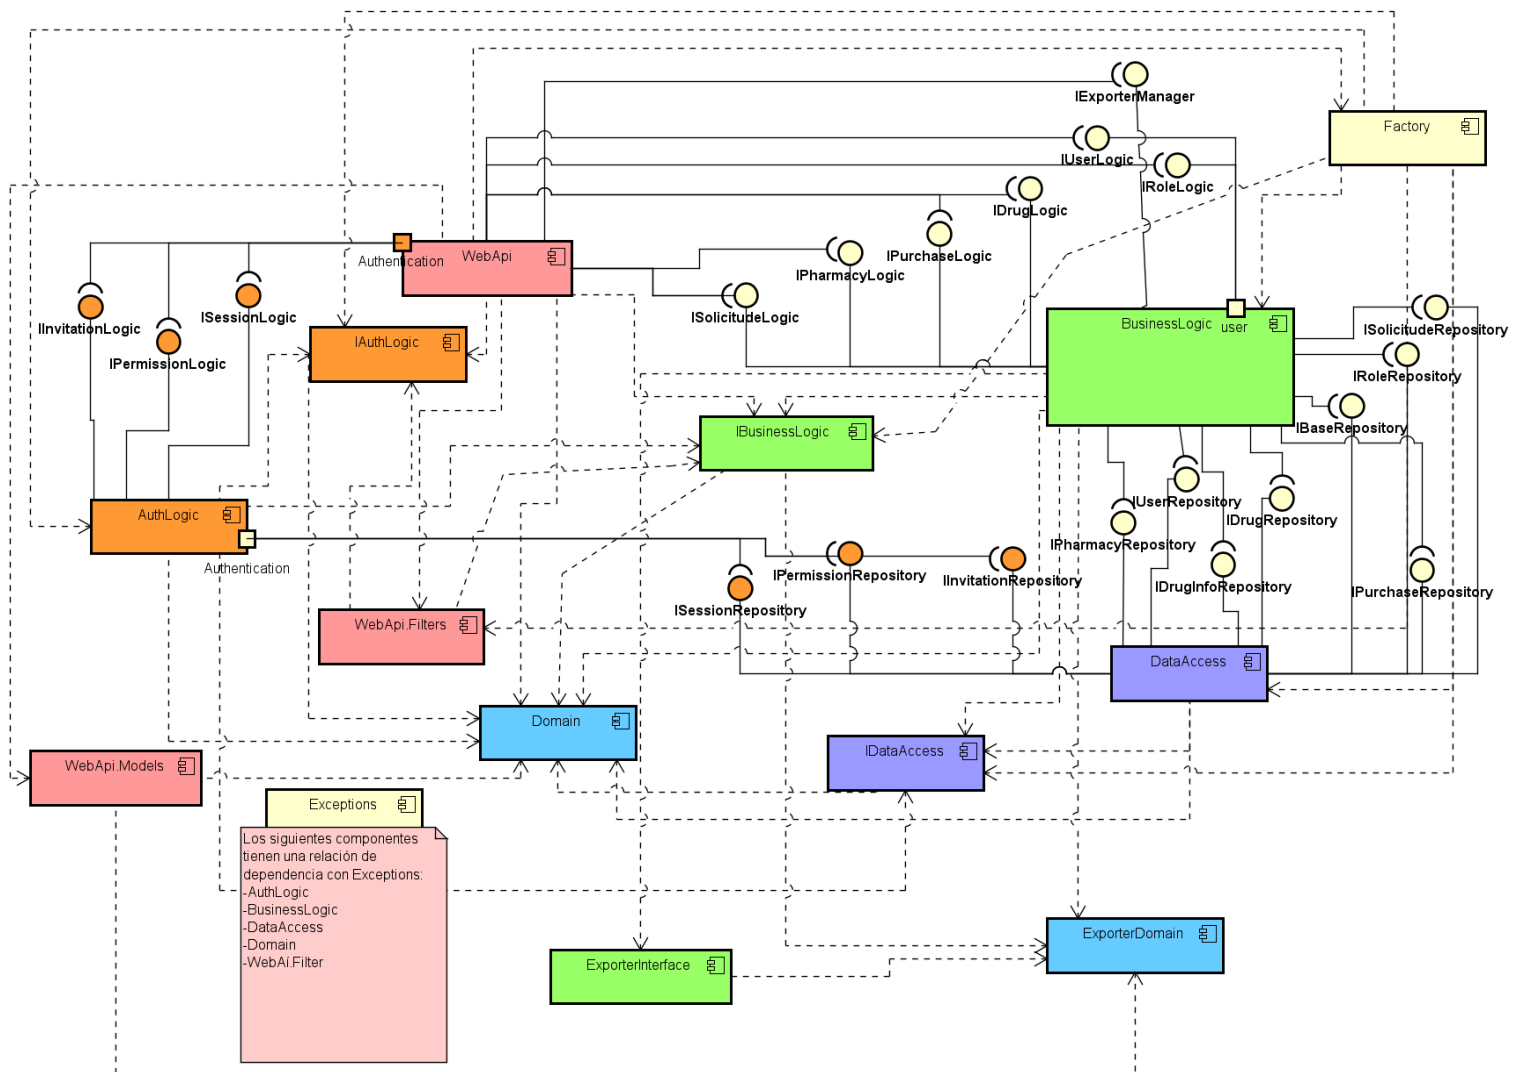 IExporterManager
Factory
IUserLogic
IRoleLogic
IDrugLogic
WebApi
Authentication
IPurchaseLogic
IPharmacyLogic
ISolicitudeLogic
IInvitationLogic
ISessionLogic
IPermissionLogic
IAuthLogic
BusinessLogic
user
ISolicitudeRepository
IRoleRepository
IBaseRepository
IBusinessLogic
IUserRepository
IDrugRepository
IPharmacyRepository
IDrugInfoRepository
IPurchaseRepository
AuthLogic
Authentication
IPermissionRepository
IInvitationRepository
ISessionRepository
WebApi.Filters
DataAccess
Domain
IDataAccess
WebApi.Models
Exceptions
Los siguientes componentes
tienen una relación de
dependencia con Exceptions:
-AuthLogic
-BusinessLogic
-DataAccess
-Domain
-WebAí.Filter
ExporterInterface
ExporterDomain